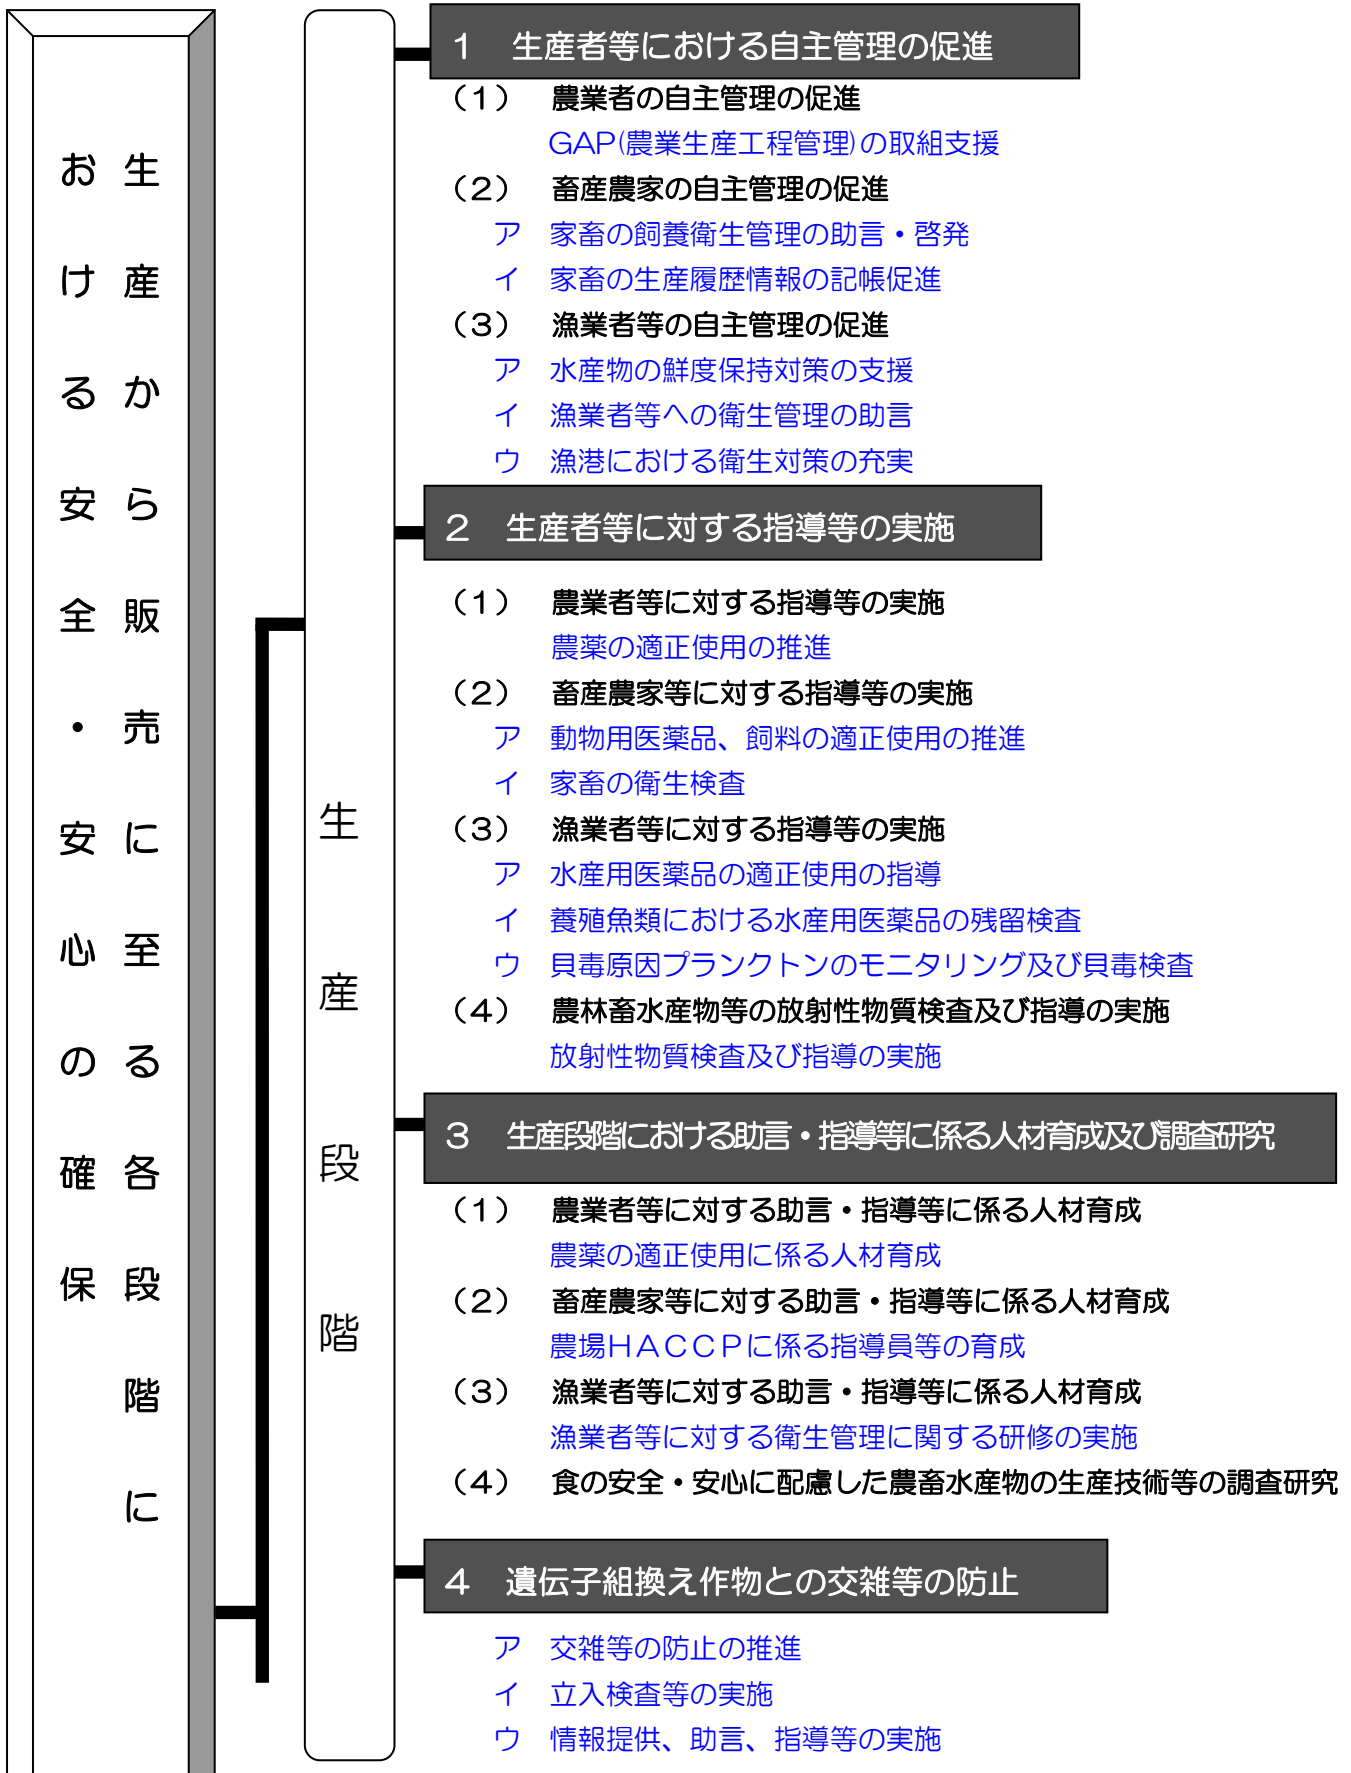 生産から販売に至る各段階に
おける安全・安心の確保
生産段階
１　生産者等における自主管理の促進
（１）　農業者の自主管理の促進
GAP(農業生産工程管理)の取組支援
（２）　畜産農家の自主管理の促進
ア　家畜の飼養衛生管理の助言・啓発
イ　家畜の生産履歴情報の記帳促進
（３）　漁業者等の自主管理の促進
ア　水産物の鮮度保持対策の支援
イ　漁業者等への衛生管理の助言
ウ　漁港における衛生対策の充実
２　生産者等に対する指導等の実施
（１）　農業者等に対する指導等の実施
農薬の適正使用の推進
（２）　畜産農家等に対する指導等の実施
ア　動物用医薬品、飼料の適正使用の推進
イ　家畜の衛生検査
（３）　漁業者等に対する指導等の実施
ア　水産用医薬品の適正使用の指導
イ　養殖魚類における水産用医薬品の残留検査
ウ　貝毒原因プランクトンのモニタリング及び貝毒検査
（４）　農林畜水産物等の放射性物質検査及び指導の実施
放射性物質検査及び指導の実施
３　生産段階における助言・指導等に係る人材育成及び調査研究
（１）　農業者等に対する助言・指導等に係る人材育成
農薬の適正使用に係る人材育成
（２）　畜産農家等に対する助言・指導等に係る人材育成
農場ＨＡＣＣＰに係る指導員等の育成
（３）　漁業者等に対する助言・指導等に係る人材育成
漁業者等に対する衛生管理に関する研修の実施
（４）　食の安全・安心に配慮した農畜水産物の生産技術等の調査研究
４　遺伝子組換え作物との交雑等の防止
ア　交雑等の防止の推進
イ　立入検査等の実施
ウ　情報提供、助言、指導等の実施